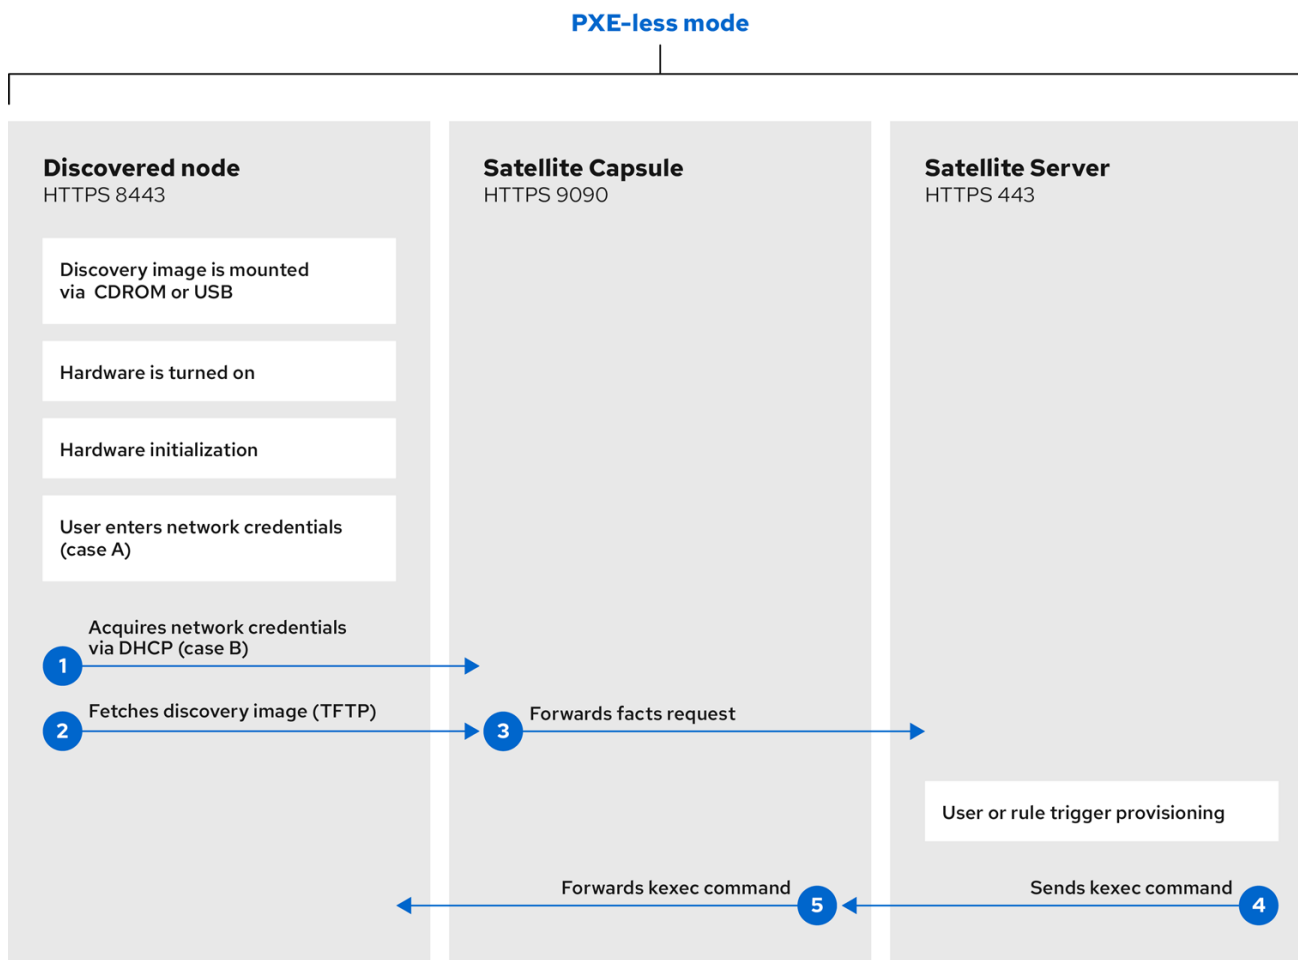 PXE-less mode
Discovered node
HTTPS 8443
Discovery image is mounted
via CDROM or USB
Hardware is turned on
Hardware initialization
User enters network credentials
(case A)
Acquires network credentials
via DHCP (case B)
1
Fetches discovery image (TFTP)
2
Satellite Capsule
HTTPS 9090
3
Forwards facts request
Forwards kexec command
5
Satellite Server
HTTPS 443
User or rule trigger provisioning
Sends kexec command
4